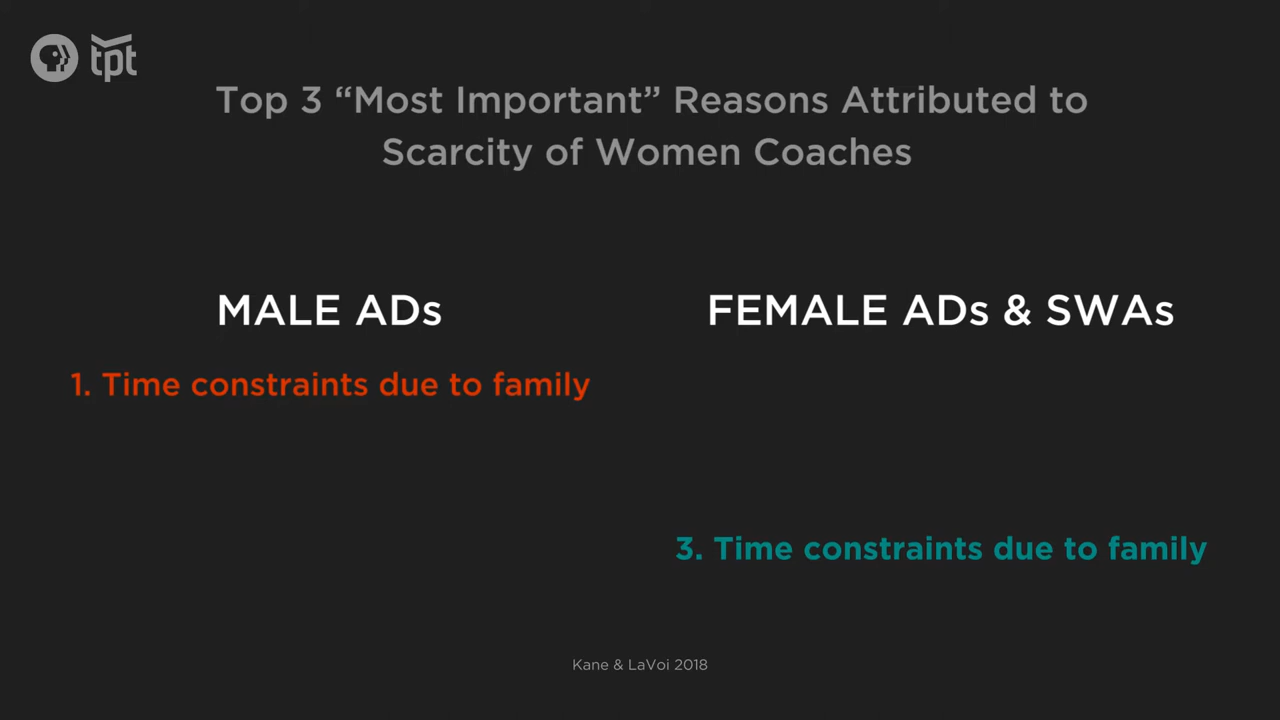 tpt
Top 3 “Most Important” Reasons Attributed to
Scarcity of Women Coaches
MALE ADs
FEMALE ADs & SWAs
1. Time constraints due to family
3. Time constraints due to family
Kane & LaVoi 2018